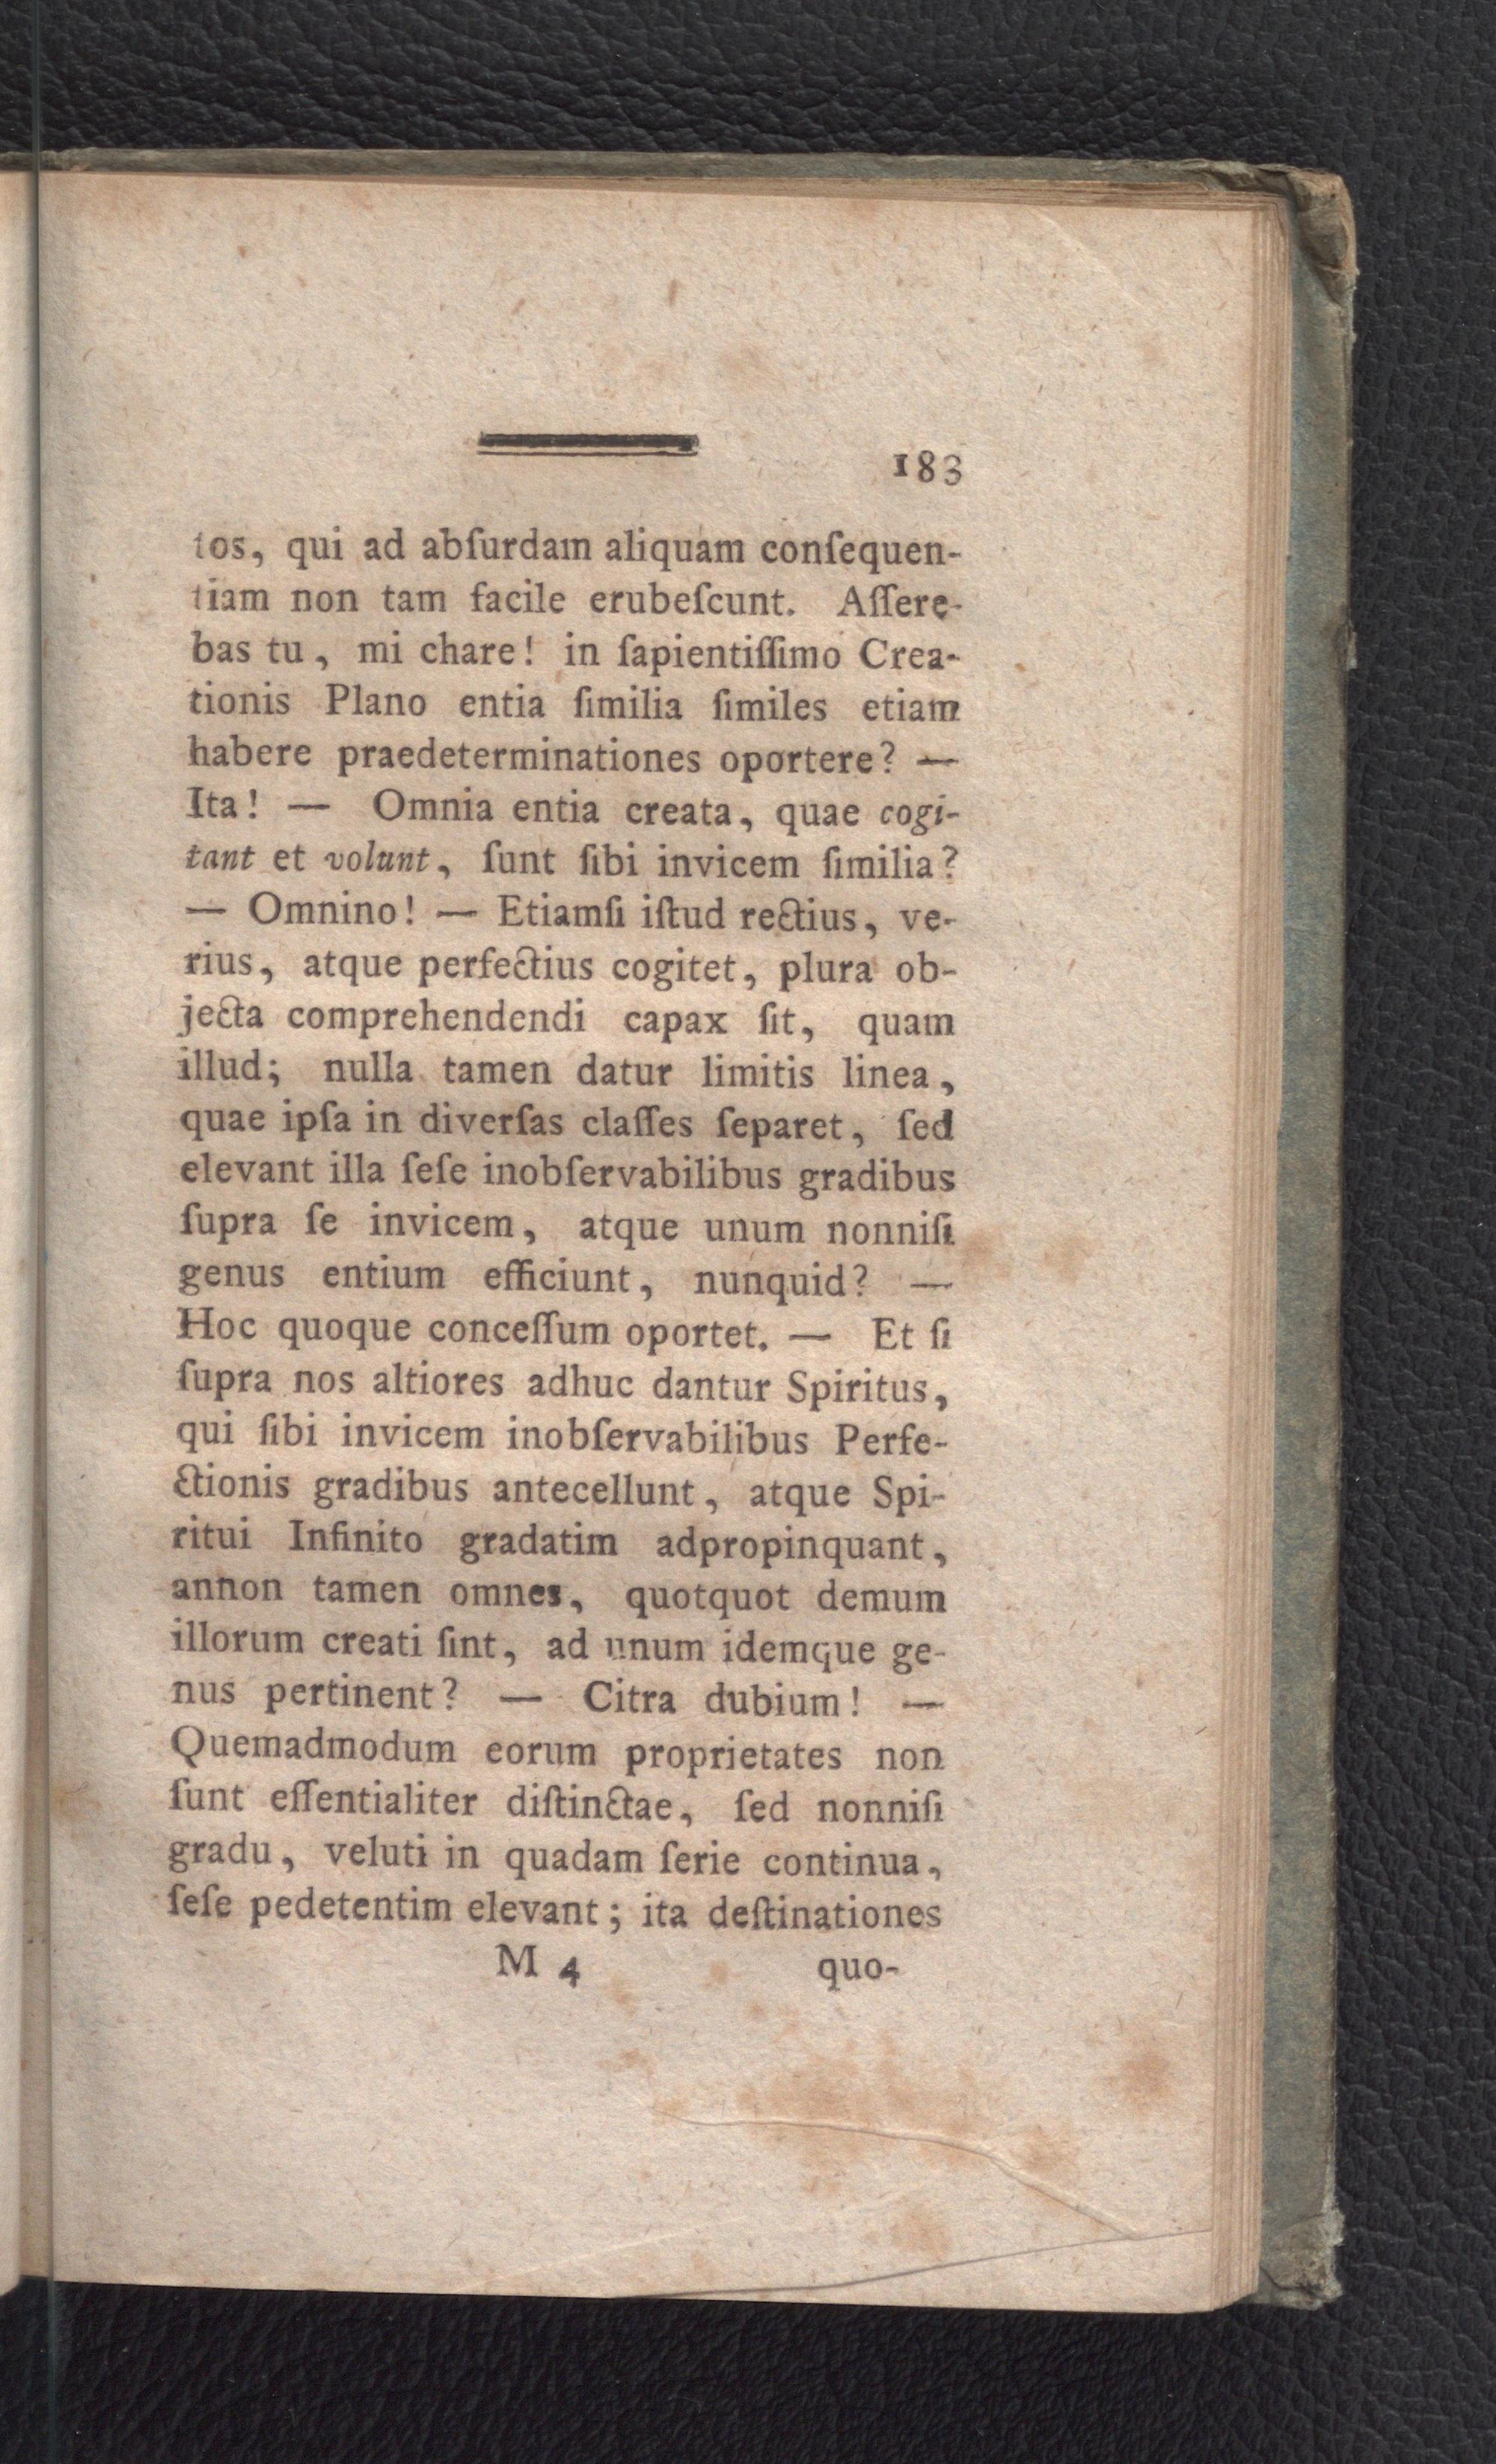 183
tos, qui ad abſurdam aliquam conſequen-
tiam non tam facile erubeſcunt. Aſſere-
bas tu, mi chare! in ſapientiſſimo Crea-
tionis Plano entia ſimilia ſimiles etiam
habere praedeterminationes oportere? —
Ita! — Omnia entia creata, quae cogi-
tant et volunt, ſunt ſibi invicem ſimilia?
— Omnino! — Etiamſi iſtud rectius, ve-
rius, atque perfectius cogitet, plura ob-
jecta comprehendendi capax ſit, quam
illud; nulla tamen datur limitis linea,
quae ipſa in diverſas claſſes ſeparet, ſed
elevant illa ſeſe inobſervabilibus gradibus
ſupra ſe invicem, atque unum nonniſi
genus entium efficiunt, nunquid? —
Hoc quoque conceſſum oportet. — Et ſi
ſupra nos altiores adhuc dantur Spiritus,
qui ſibi invicem inobſervabilibus Perfe-
ctionis gradibus antecellunt, atque Spi-
ritui Infinito gradatim adpropinquant,
annon tamen omnes, quotquot demum
illorum creati ſint, ad unum idemque ge-
nus pertinent? — Citra dubium! —
Quemadmodum eorum proprietates non
ſunt eſſentialiter diſtinctae, ſed nonniſi
gradu, veluti in quadam ſerie continua,
ſeſe pedetentim elevant; ita deſtinationes
M 4 quo-